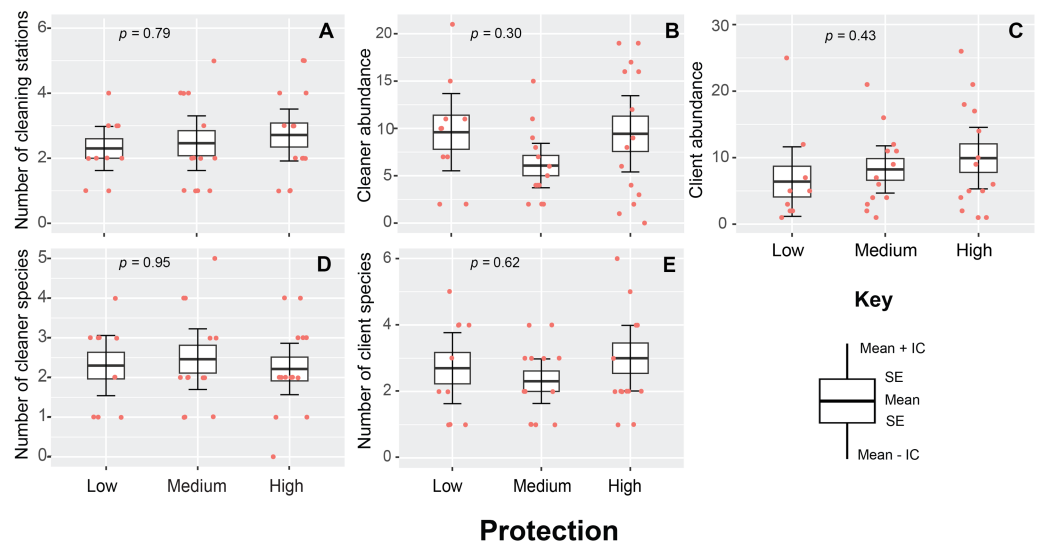 Number of cleaning stations
6
4
2
0
p = 0.79
A
Cleaner abundance
20
15
10
5
0
p = 0.30
B
Client abundance
30
20
10
0
p = 0.43
C
Low Medium High
Number of cleaner species
5
4
3
2
1
0
p = 0.95
D
Low Medium High
Number of client species
6
4
2
0
p = 0.62
E
Low Medium High
Key
Mean + IC
SE
Mean
SE
Mean - IC
Protection